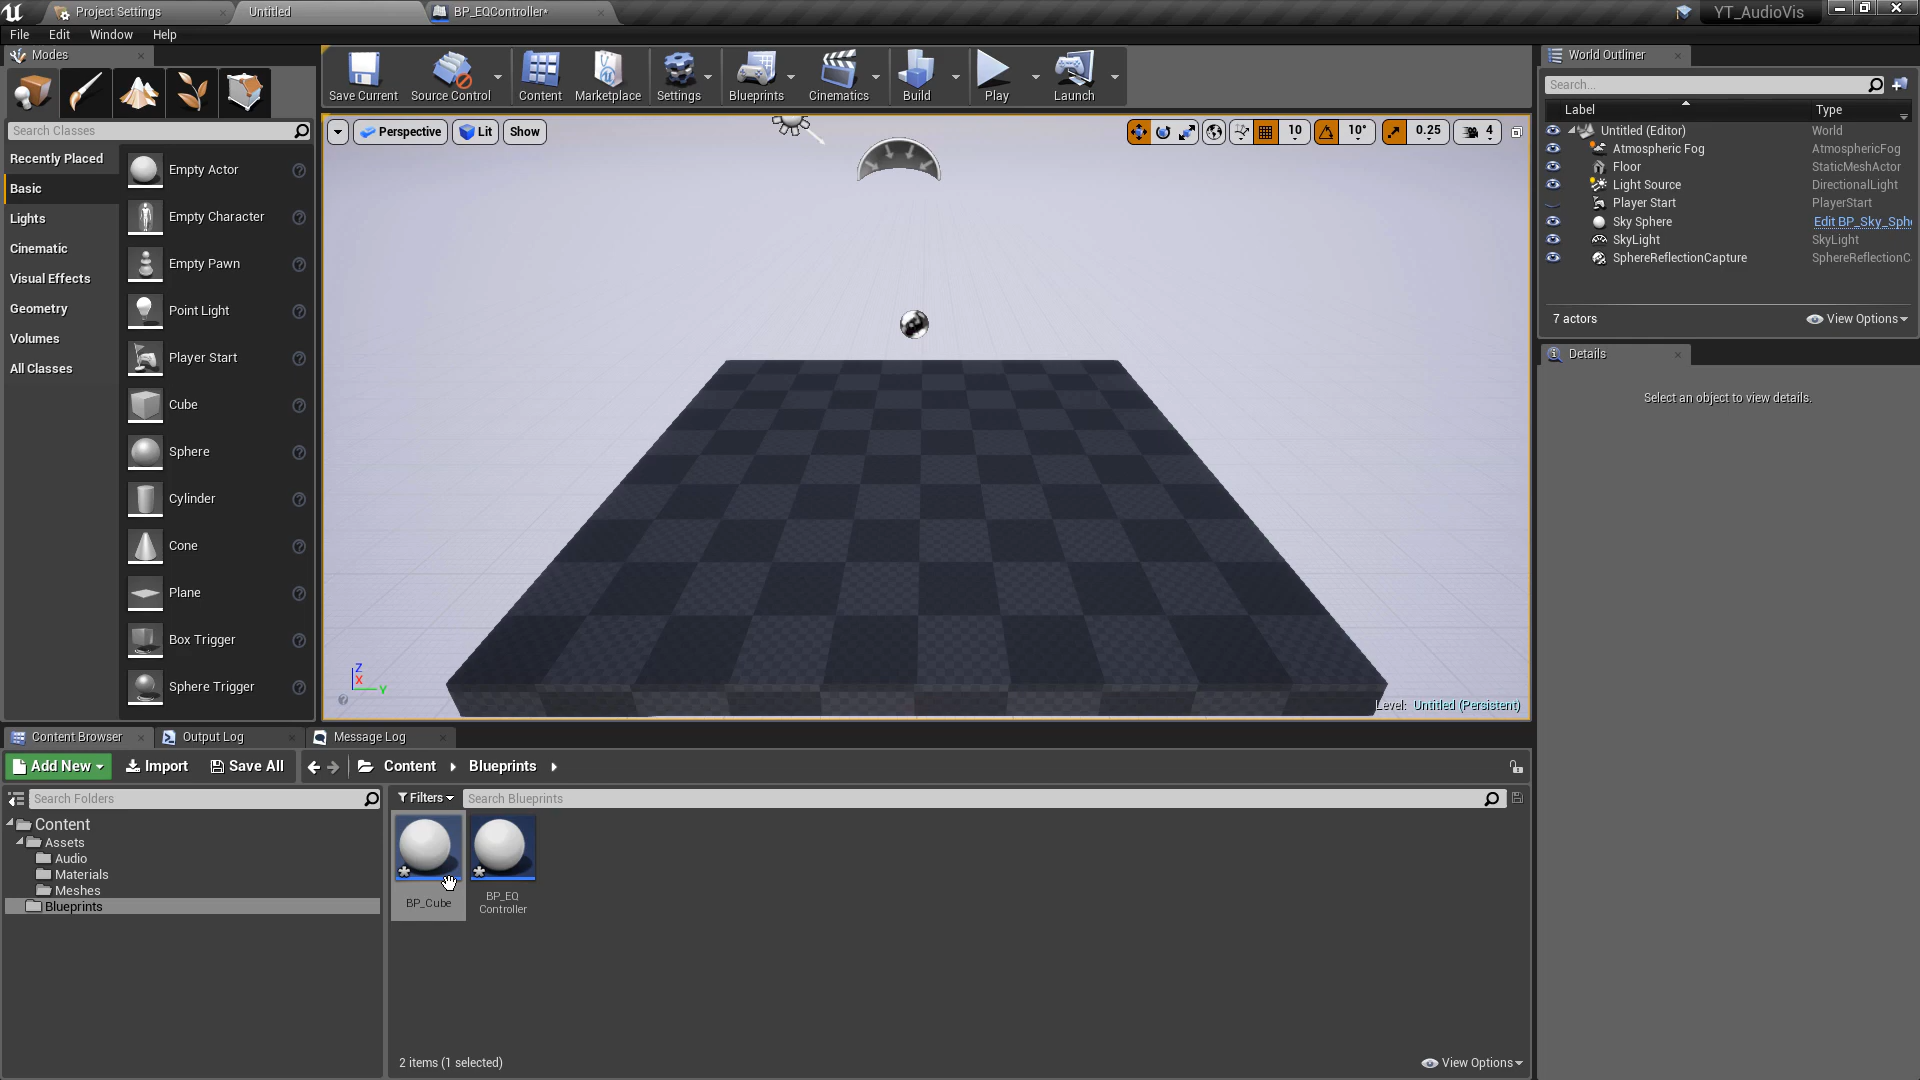 Project Settings
Untitled
BP_EQController*
YT_AudioVis
File
Edit
Window
Help
Modes
Save Current
Source Control
Content
Marketplace
Settings
Blueprints
Cinematics
Build
Play
Launch
Search Classes
Recently Placed
Basic
Lights
Cinematic
Visual Effects
Geometry
Volumes
All Classes
Empty Actor
Empty Character
Empty Pawn
Point Light
Player Start
Cube
Sphere
Cylinder
Cone
Plane
Box Trigger
Sphere Trigger
Perspective
Lit
Show
10
10°
0.25
4
Z
X
Y
Level: Untitled (Persistent)
World Outliner
Search...
Label
Type
Untitled (Editor)
World
Atmospheric Fog
AtmosphericFog
Floor
StaticMeshActor
Light Source
DirectionalLight
Player Start
PlayerStart
Sky Sphere
Edit BP_Sky_Sph
SkyLight
SkyLight
SphereReflectionCapture
SphereReflectionC
7 actors
View Options
Details
Select an object to view details.
Content Browser
Output Log
Message Log
Add New
Import
Save All
Content
Blueprints
Search Folders
Filters
Search Blueprints
Content
Assets
Audio
Materials
Meshes
Blueprints
BP_Cube
BP_EQ
Controller
2 items (1 selected)
View Options